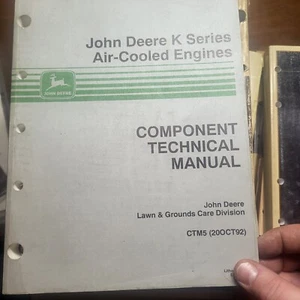 John Deere K Series
Air-Cooled Engines
JOHN DEERE
COMPONENT
TECHNICAL
MANUAL
John Deere
Lawn & Grounds Care Division
CTM5 (20OCT92)